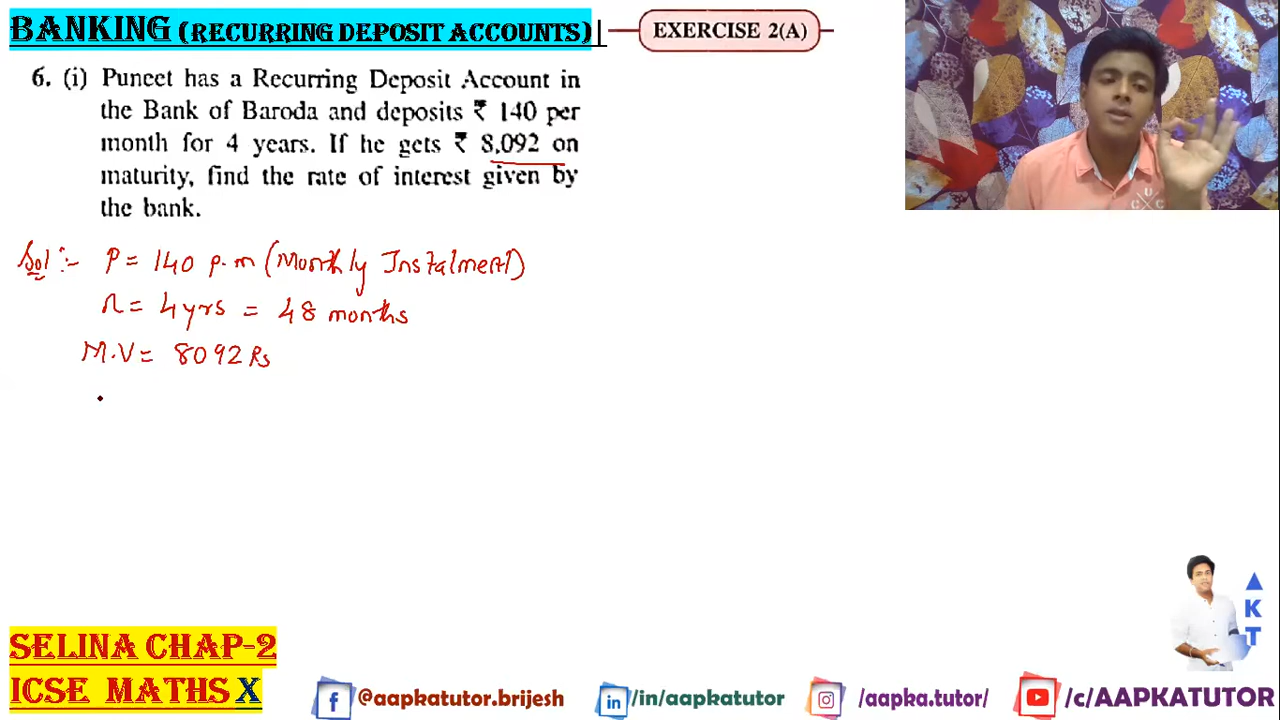 BANKING (RECURRING DEPOSIT ACCOUNTS)|
EXERCISE 2(A)
6. (i) Puneet has a Recurring Deposit Account in
the Bank of Baroda and deposits ₹ 140 per
month for 4 years. If he gets ₹ 8,092 on
maturity, find the rate of interest given by
the bank.
Sol:- P = 140 p.m (Monthly Instalment)
n = 4 yrs = 48 months
M.V = 8092 Rs
U
C C
A
K
T
SELINA CHAP-2
ICSE MATHS X
f @aapkatutor.brijesh in /in/aapkatutor /aapka.tutor/ /c/AAPKATUTOR